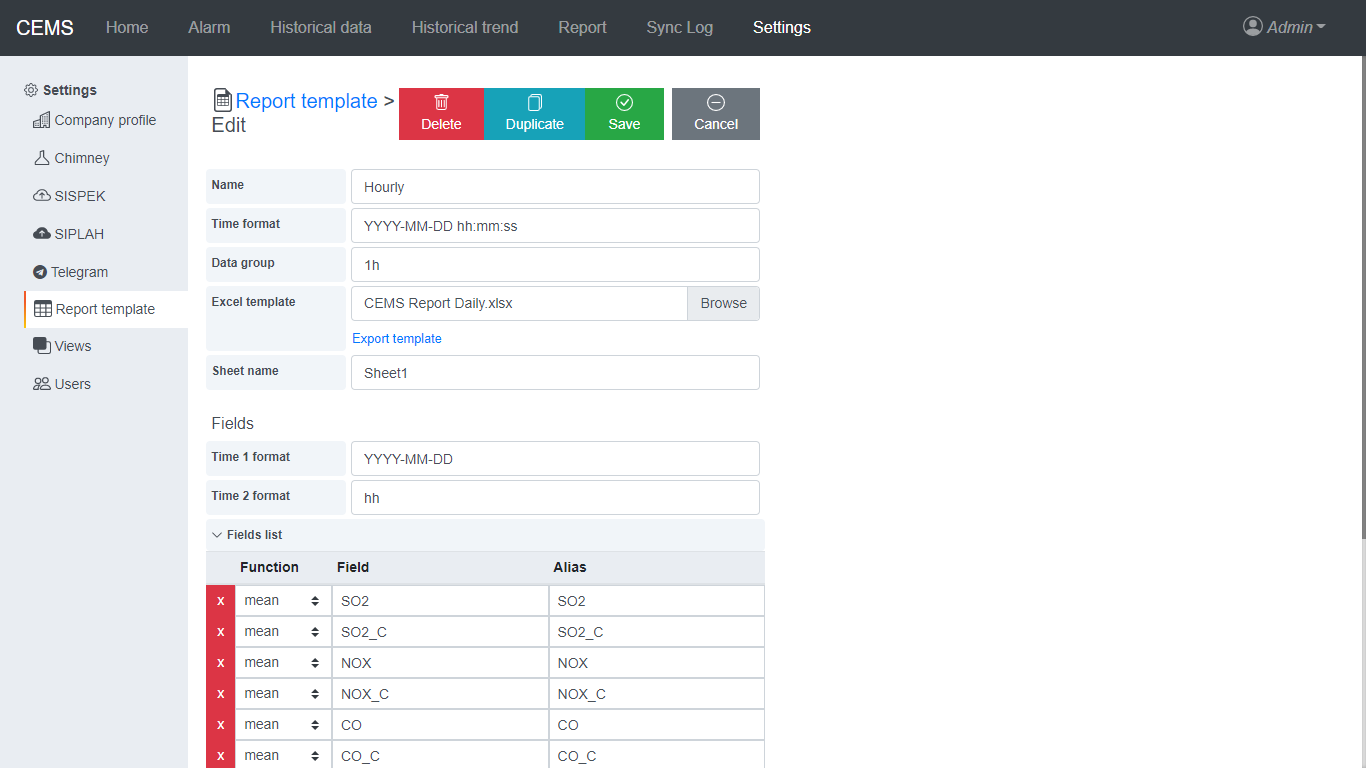 CEMS Home Alarm Historical data Historical trend Report Sync Log Settings Admin
Settings
Company profile
Chimney
SISPEK
SIPLAH
Telegram
Report template
Views
Users
Report template > Edit
Delete Duplicate Save Cancel
Name Hourly
Time format YYYY-MM-DD hh:mm:ss
Data group 1h
Excel template CEMS Report Daily.xlsx Browse
Export template
Sheet name Sheet1
Fields
Time 1 format YYYY-MM-DD
Time 2 format hh
Fields list
Function Field Alias
x mean SO2 SO2
x mean SO2_C SO2_C
x mean NOX NOX
x mean NOX_C NOX_C
x mean CO CO
x mean CO_C CO_C